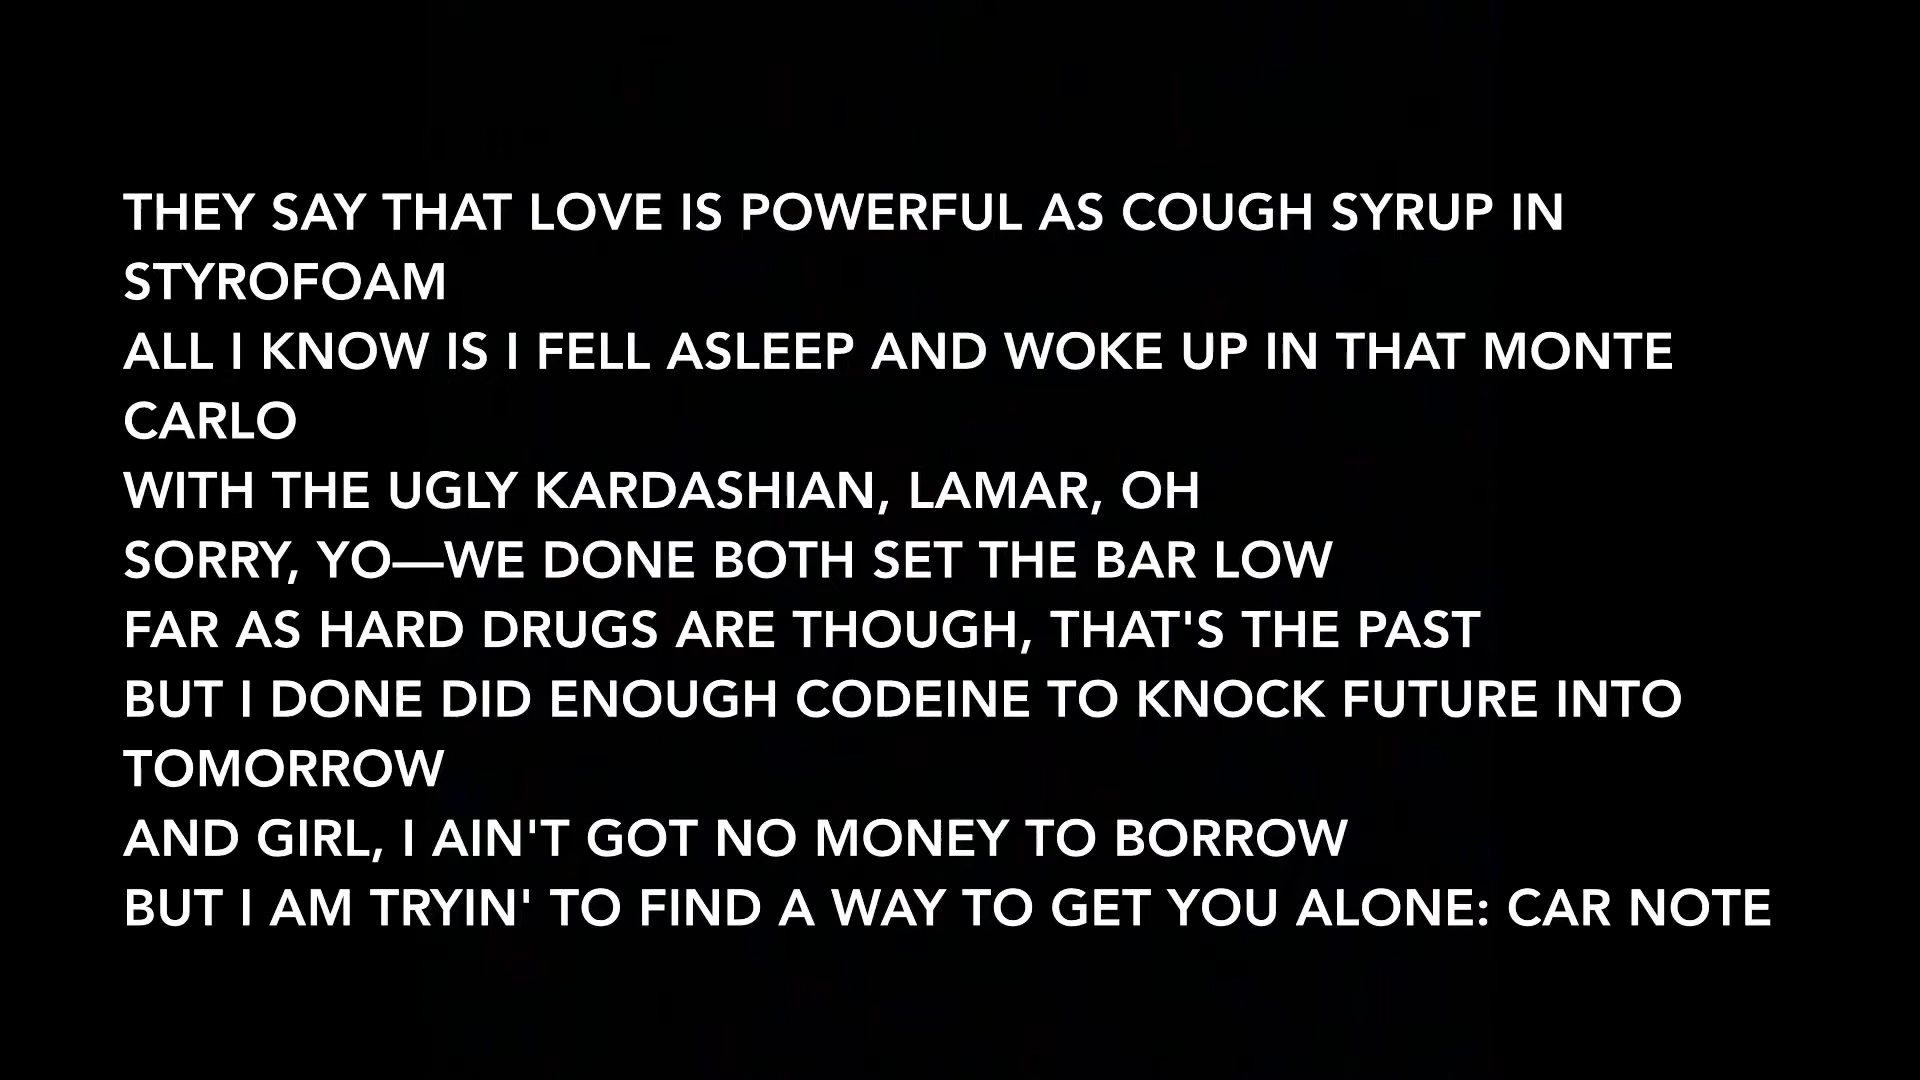 THEY SAY THAT LOVE IS POWERFUL AS COUGH SYRUP IN
STYROFOAM
ALL I KNOW IS I FELL ASLEEP AND WOKE UP IN THAT MONTE
CARLO
WITH THE UGLY KARDASHIAN, LAMAR, OH
SORRY, YO—WE DONE BOTH SET THE BAR LOW
FAR AS HARD DRUGS ARE THOUGH, THAT'S THE PAST
BUT I DONE DID ENOUGH CODEINE TO KNOCK FUTURE INTO
TOMORROW
AND GIRL, I AIN'T GOT NO MONEY TO BORROW
BUT I AM TRYIN' TO FIND A WAY TO GET YOU ALONE: CAR NOTE